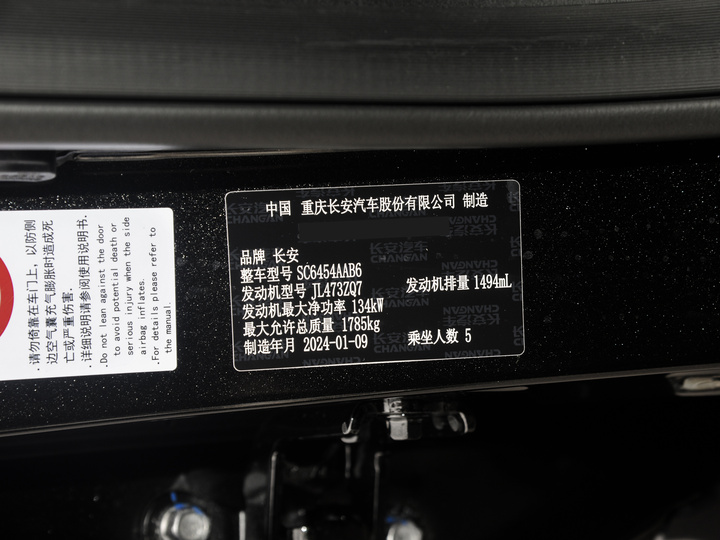 中国 重庆长安汽车股份有限公司 制造
品牌 长安
整车型号 SC6454AAB6
发动机型号 JL473ZQ7 发动机排量 1494mL
发动机最大净功率 134kW
最大允许总质量 1785kg
制造年月 2024-01-09 乘坐人数 5
·请勿倚靠在车门上，以防侧
边空气囊充气膨胀时造成死
亡或严重伤害.
·详细说明请参阅使用说明书.
·Do not lean against the door
to avoid potential death or
serious injury when the side
airbag inflates.
·For details please refer to
the manual.